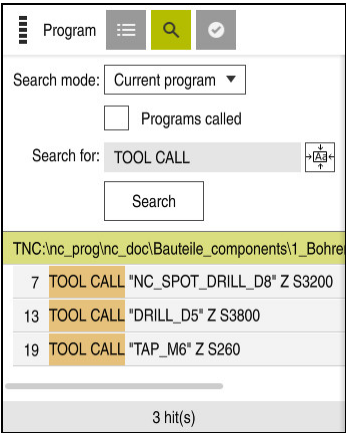 Program
Search mode: Current program
Programs called
Search for: TOOL CALL
Search
TNC:\nc_prog\nc_doc\Bauteile_components\1_Bohre
7 TOOL CALL "NC_SPOT_DRILL_D8" Z S3200
13 TOOL CALL "DRILL_D5" Z S3800
19 TOOL CALL "TAP_M6" Z S260
3 hit(s)